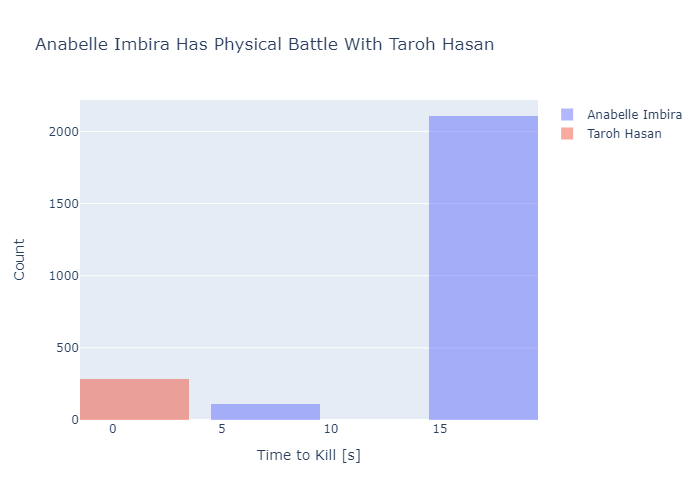 Anabelle Imbira Has Physical Battle With Taroh Hasan
Anabelle Imbira
Taroh Hasan
2000
1500
1000
500
0
Count
0 5 10 15
Time to Kill [s]